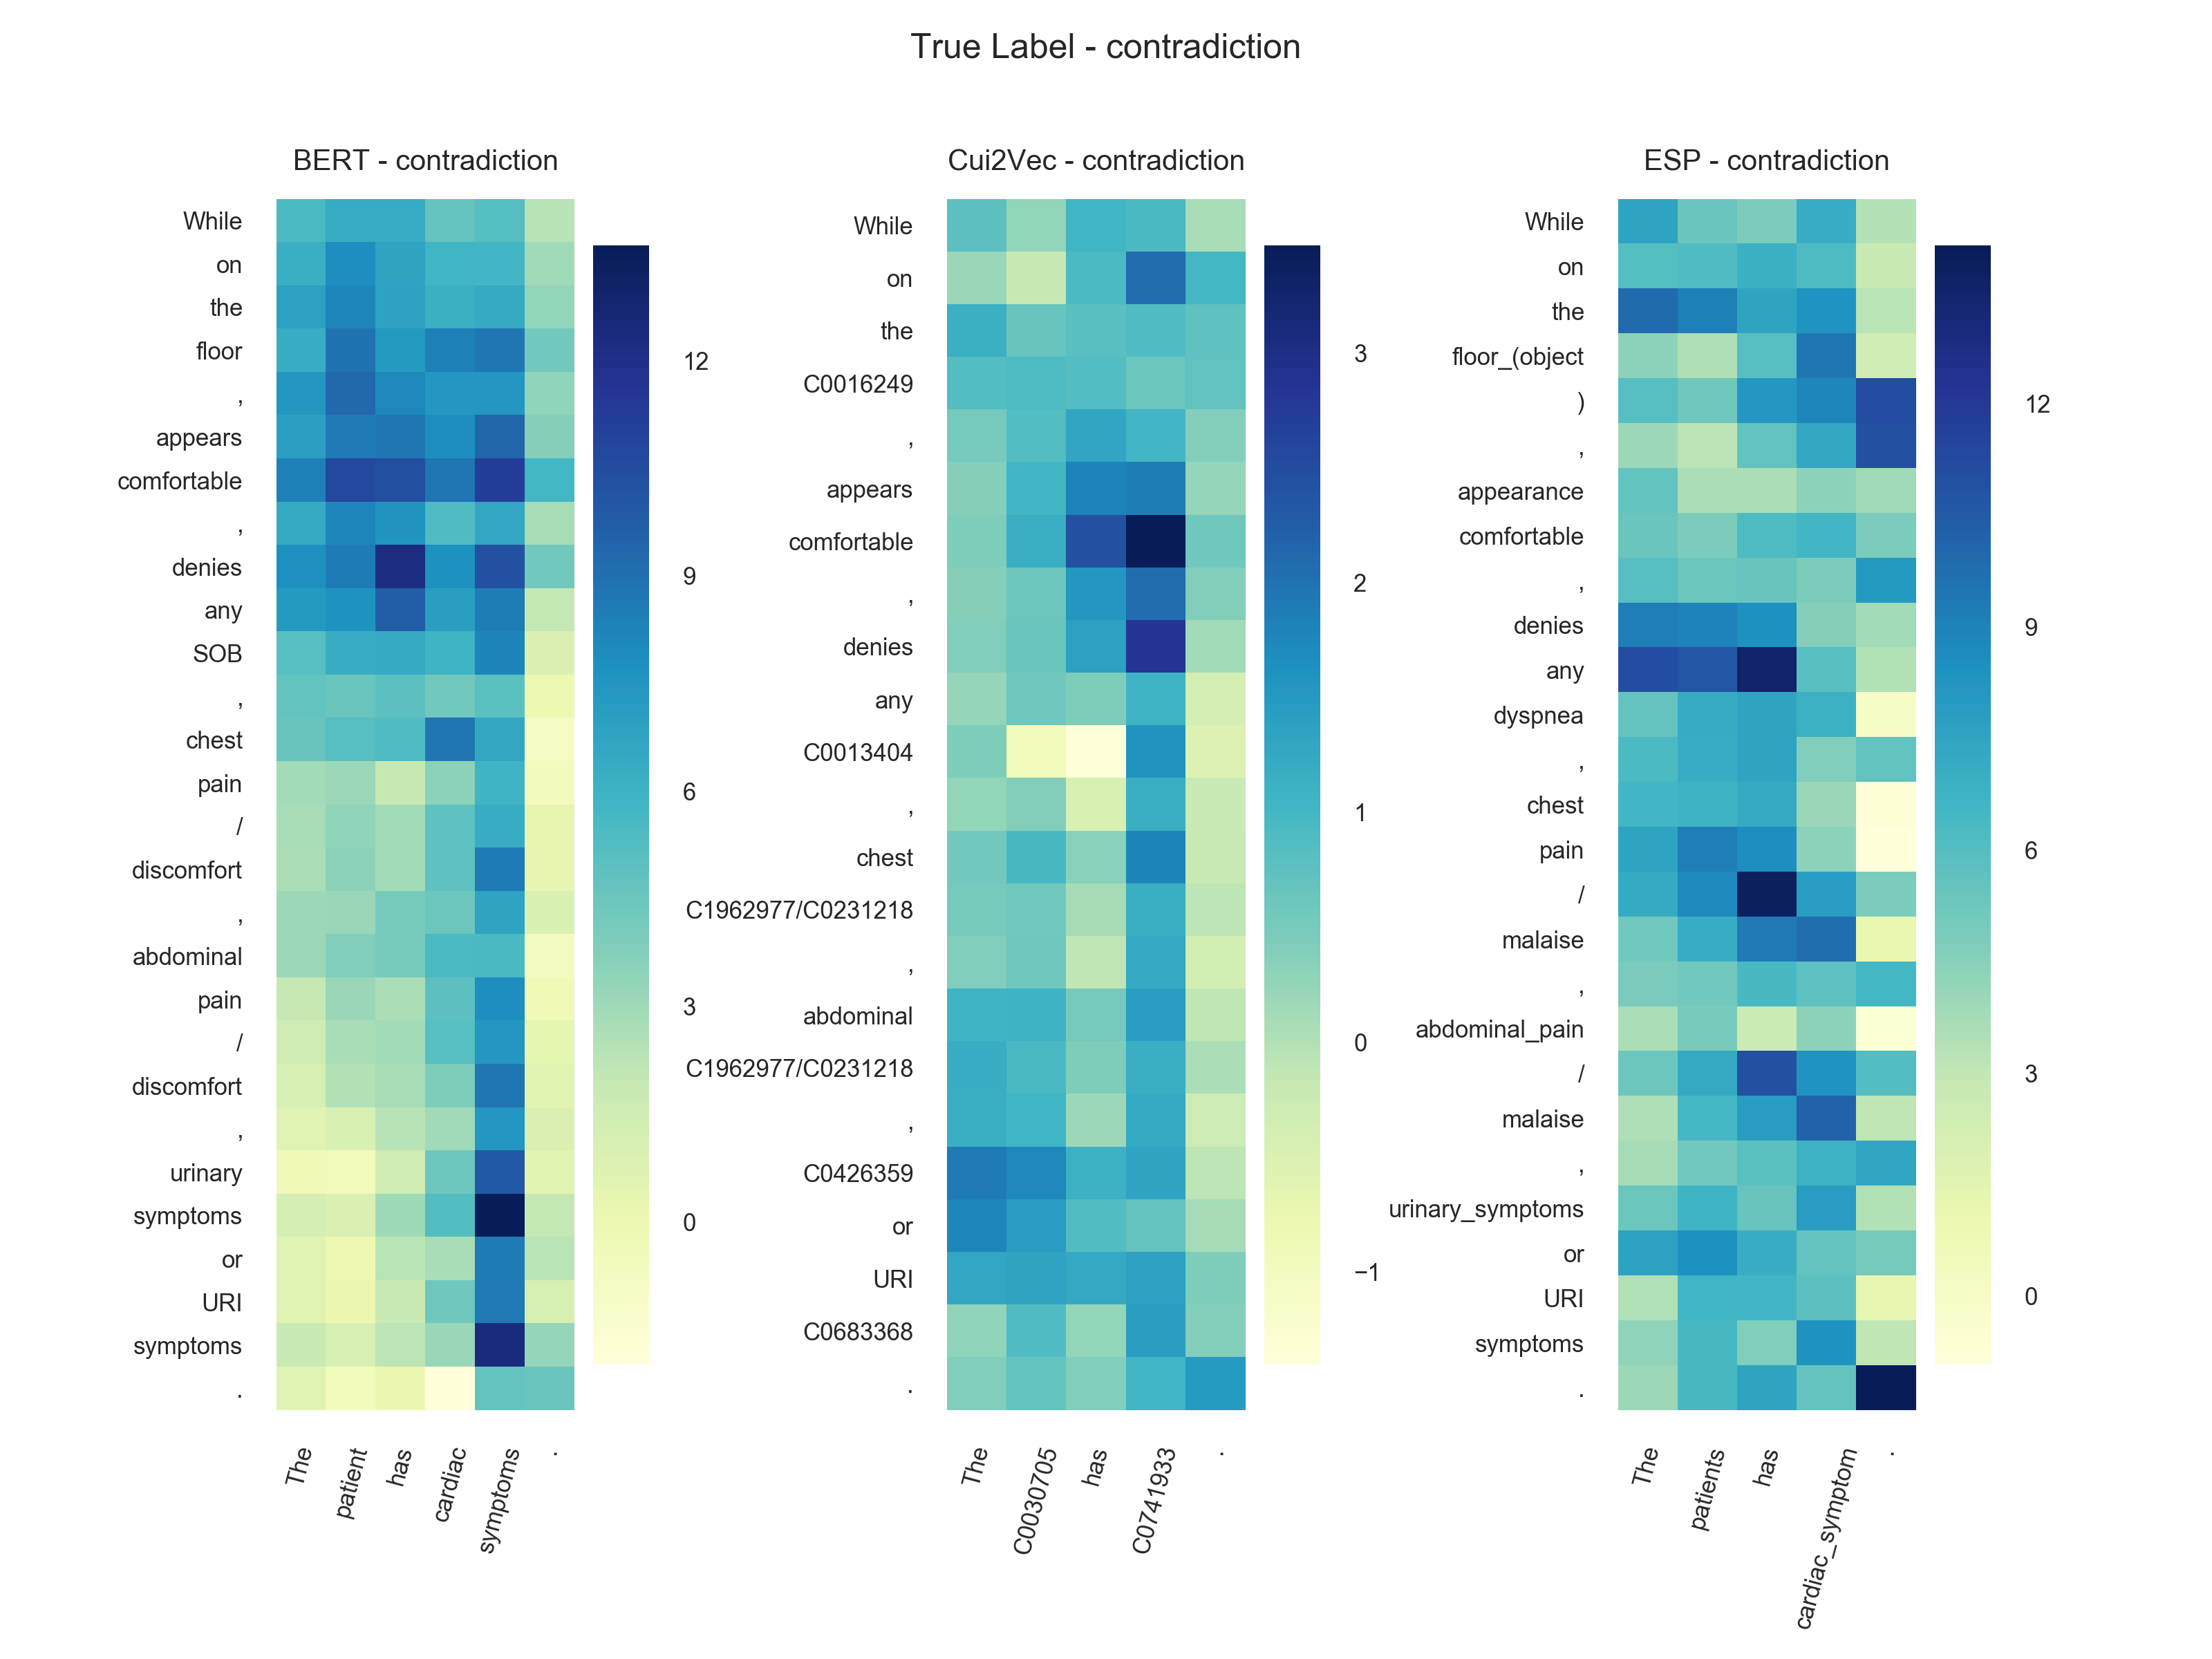 True Label - contradiction
BERT - contradiction
While
on
the
floor
,
appears
comfortable
,
denies
any
SOB
,
chest
pain
/
discomfort
,
abdominal
pain
/
discomfort
,
urinary
symptoms
or
URI
symptoms
.
The
patient
has
cardiac
symptoms
.
12
9
6
3
0
Cui2Vec - contradiction
While
on
the
C0016249
,
appears
comfortable
,
denies
any
C0013404
,
chest
C1962977/C0231218
,
abdominal
C1962977/C0231218
,
C0426359
or
URI
C0683368
.
The
C0030705
has
C0741933
.
3
2
1
0
−1
ESP - contradiction
While
on
the
floor_(object
)
,
appearance
comfortable
,
denies
any
dyspnea
,
chest
pain
/
malaise
,
abdominal_pain
/
malaise
,
urinary_symptoms
or
URI
symptoms
.
The
patients
has
cardiac_symptom
.
12
9
6
3
0